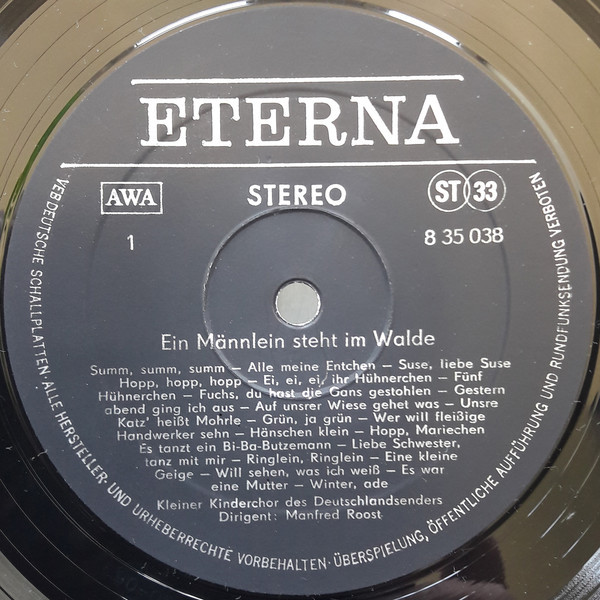 ETERNA
AWA
STEREO
ST 33
1
8 35 038
Ein Männlein steht im Walde
Summ, summ, summ – Alle meine Entchen – Suse, liebe Suse
Hopp, hopp, hopp – Ei, ei, ei, ihr Hühnerchen – Fünf
Hühnerchen – Fuchs, du hast die Gans gestohlen – Gestern
abend ging ich aus – Auf unsrer Wiese gehet was – Unsre
Katz' heißt Mohrle – Grün, ja grün – Wer will fleißige
Handwerker sehn – Hänschen klein – Hopp, Mariechen
Es tanzt ein Bi-Ba-Butzemann – Liebe Schwester,
tanz mit mir – Ringlein, Ringlein – Eine kleine
Geige – Will sehen, was ich weiß – Es war
eine Mutter – Winter, ade
Kleiner Kinderchor des Deutschlandsenders
Dirigent: Manfred Roost
VEB DEUTSCHE SCHALLPLATTEN · ALLE HERSTELLER- UND URHEBERRECHTE VORBEHALTEN · ÜBERSPIELUNG, ÖFFENTLICHE AUFFÜHRUNG UND RUNDFUNKSENDUNG VERBOTEN